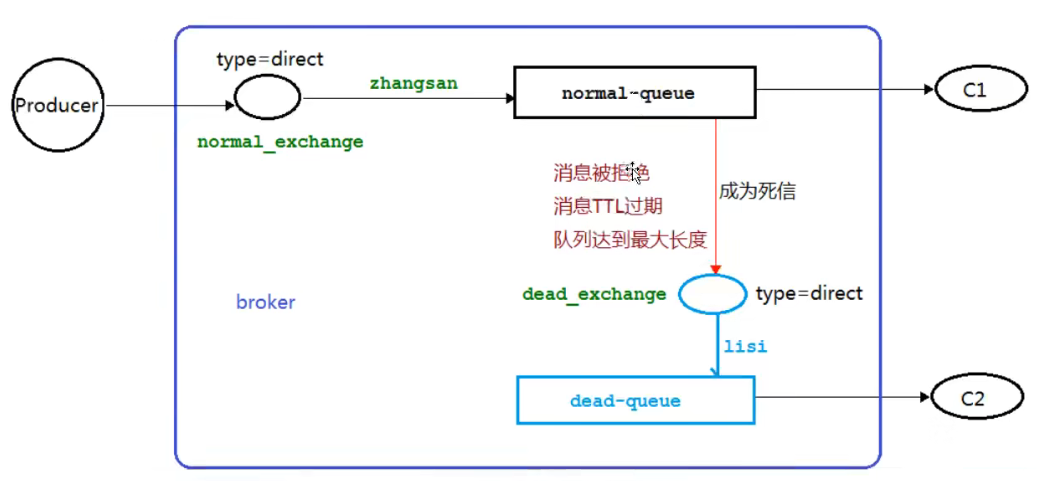 type=direct
Producer
zhangsan
normal-queue
C1
normal_exchange
消息被拒绝
成为死信
消息TTL过期
队列达到最大长度
broker
dead_exchange
type=direct
lisi
dead-queue
C2